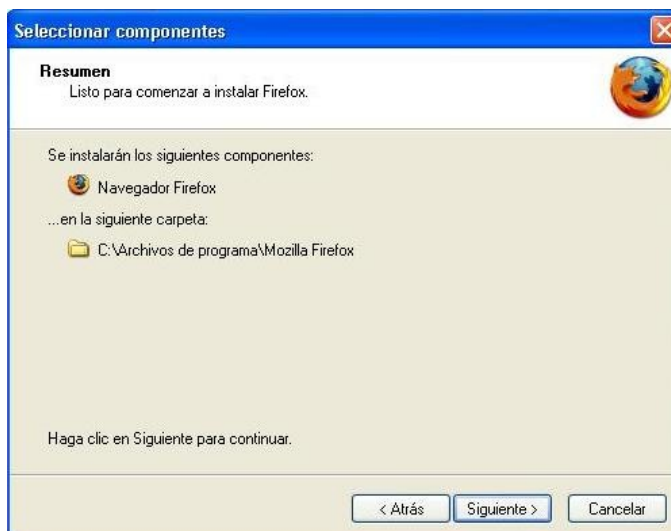 Seleccionar componentes
Resumen
Listo para comenzar a instalar Firefox.
Se instalarán los siguientes componentes:
Navegador Firefox
...en la siguiente carpeta:
C:\Archivos de programa\Mozilla Firefox
Haga clic en Siguiente para continuar.
< Atrás
Siguiente >
Cancelar